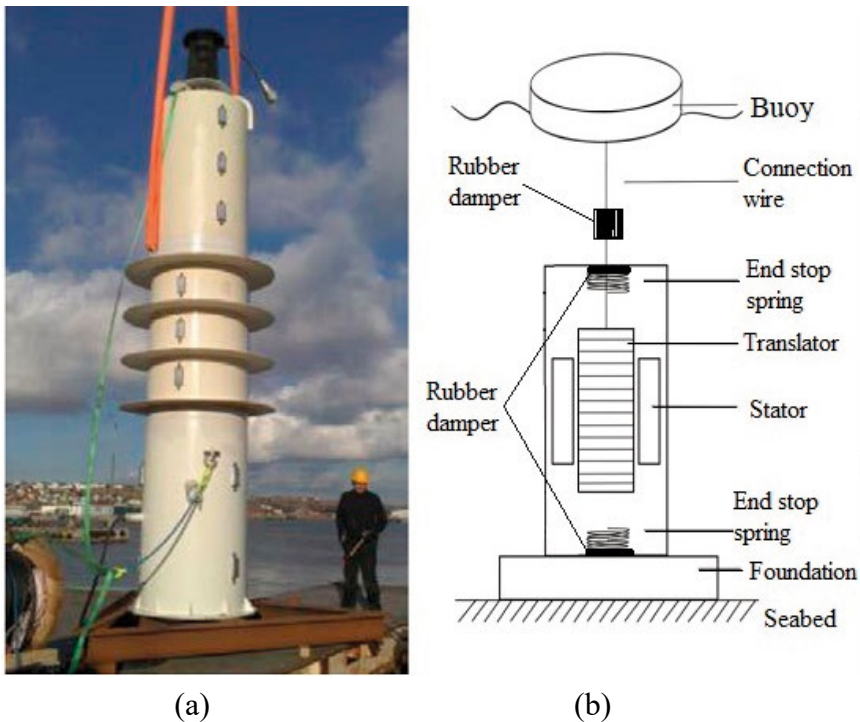 Buoy
Rubber
damper
Connection
wire
End stop
spring
Translator
Rubber
damper
Stator
End stop
spring
Foundation
Seabed
(a)
(b)